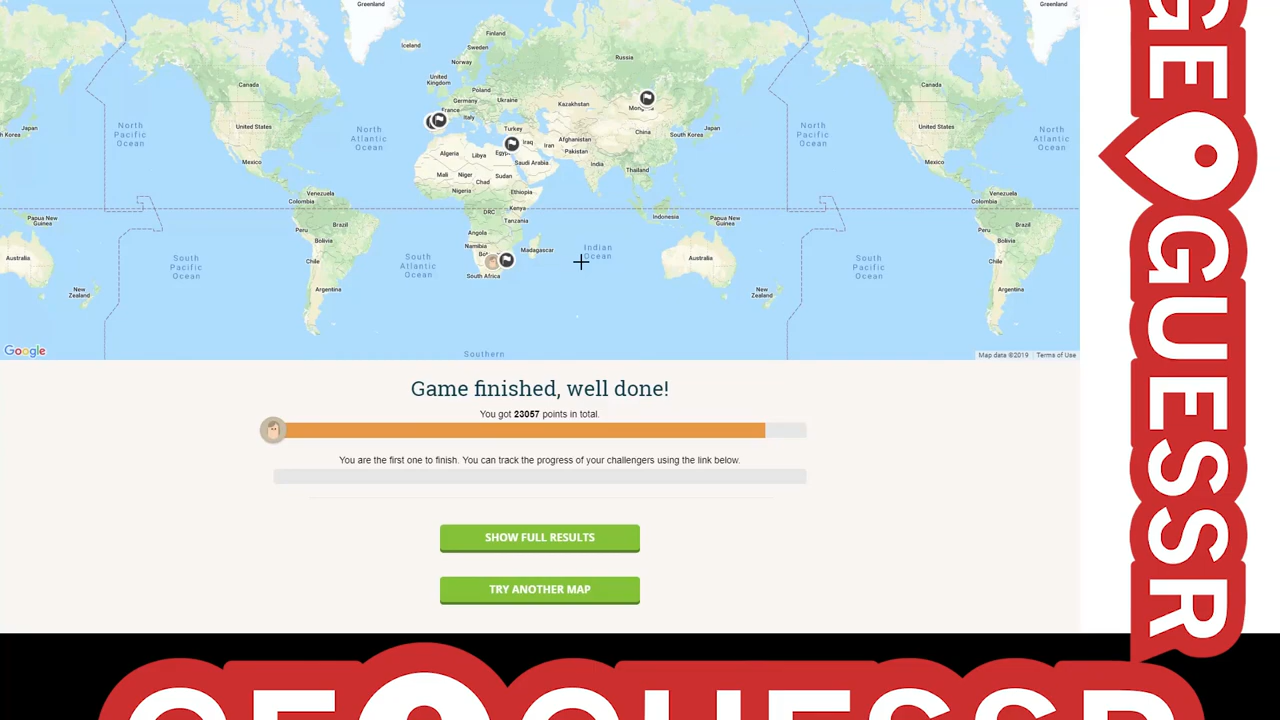 Greenland
Greenland
Iceland
Finland
Sweden
Norway
Russia
Canada
Canada
United
Kingdom
Poland
Germany
Ukraine
Kazakhstan
France
Italy
Mong
North
Pacific
Ocean
United States
North
Atlantic
Ocean
Turkey
Iraq
Iran
Afghanistan
Pakistan
China
South Korea
Japan
North
Pacific
Ocean
United States
North
Atlantic
Ocean
h Korea
Japan
Mexico
Algeria
Libya
Egypt
Saudi Arabia
India
Thailand
Mexico
Mali
Niger
Chad
Sudan
Nigeria
Ethiopia
Venezuela
Colombia
Venezuela
Colombia
Kenya
DRC
Tanzania
Indonesia
Papua New
Guinea
Papua New
Guinea
Brazil
Peru
Bolivia
Angola
Namibia
Madagascar
Brazil
Peru
Bolivia
South
Pacific
Ocean
Chile
South
Atlantic
Ocean
Bo
South Africa
Indian
Ocean
Australia
South
Pacific
Ocean
Chile
Australia
Argentina
Argentina
New
Zealand
New
Zealand
Google
Southern
Map data ©2019
Terms of Use
Game finished, well done!
You got 23057 points in total.
You are the first one to finish. You can track the progress of your challengers using the link below.
SHOW FULL RESULTS
TRY ANOTHER MAP
GEOGUESSR
GEOGUESSR